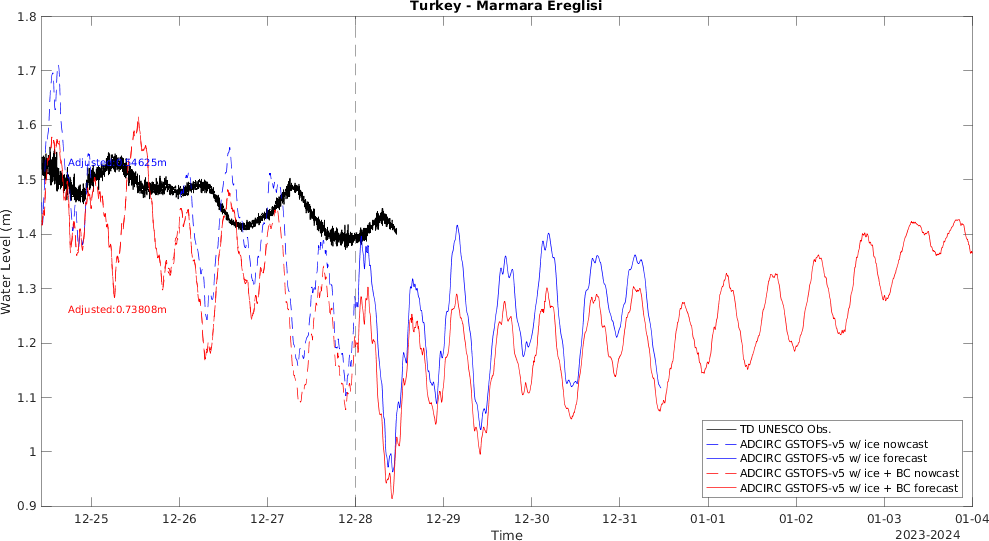 Turkey - Marmara Ereglisi
Water Level (m)
1.8
1.7
1.6
1.5
1.4
1.3
1.2
1.1
1
0.9
Adjusted:0.54625m
Adjusted:0.73808m
TD UNESCO Obs.
ADCIRC GSTOFS-v5 w/ ice nowcast
ADCIRC GSTOFS-v5 w/ ice forecast
ADCIRC GSTOFS-v5 w/ ice + BC nowcast
ADCIRC GSTOFS-v5 w/ ice + BC forecast
12-25 12-26 12-27 12-28 12-29 12-30 12-31 01-01 01-02 01-03 01-04
Time
2023-2024